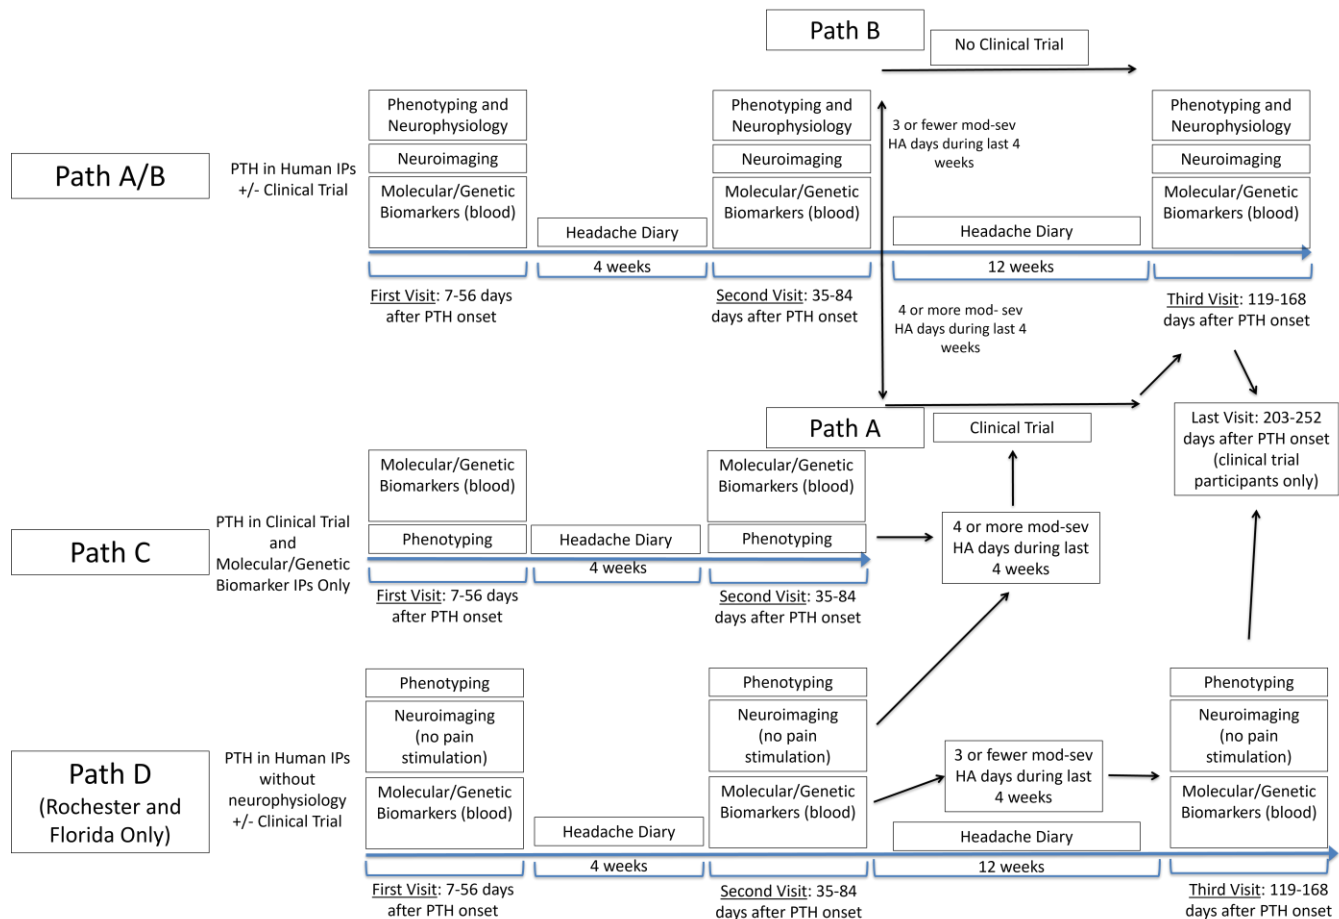 Path B
No Clinical Trial
Path A/B
PTH in Human IPs
+/- Clinical Trial
Phenotyping and
Neurophysiology
Neuroimaging
Molecular/Genetic
Biomarkers (blood)
Headache Diary
4 weeks
First Visit: 7-56 days
after PTH onset
Phenotyping and
Neurophysiology
Neuroimaging
Molecular/Genetic
Biomarkers (blood)
Second Visit: 35-84
days after PTH onset
3 or fewer mod-sev
HA days during last 4
weeks
Headache Diary
12 weeks
4 or more mod- sev
HA days during last 4
weeks
Phenotyping and
Neurophysiology
Neuroimaging
Molecular/Genetic
Biomarkers (blood)
Third Visit: 119-168
days after PTH onset
Path A
Clinical Trial
Last Visit: 203-252
days after PTH onset
(clinical trial
participants only)
Path C
PTH in Clinical Trial
and
Molecular/Genetic
Biomarker IPs Only
Molecular/Genetic
Biomarkers (blood)
Phenotyping
Headache Diary
4 weeks
First Visit: 7-56 days
after PTH onset
Molecular/Genetic
Biomarkers (blood)
Phenotyping
Second Visit: 35-84
days after PTH onset
4 or more mod-sev
HA days during last
4 weeks
Path D
(Rochester and
Florida Only)
PTH in Human IPs
without
neurophysiology
+/- Clinical Trial
Phenotyping
Neuroimaging
(no pain
stimulation)
Molecular/Genetic
Biomarkers (blood)
Headache Diary
4 weeks
First Visit: 7-56 days
after PTH onset
Phenotyping
Neuroimaging
(no pain
stimulation)
Molecular/Genetic
Biomarkers (blood)
Second Visit: 35-84
days after PTH onset
3 or fewer mod-sev
HA days during last
4 weeks
Headache Diary
12 weeks
Phenotyping
Neuroimaging
(no pain
stimulation)
Molecular/Genetic
Biomarkers (blood)
Third Visit: 119-168
days after PTH onset